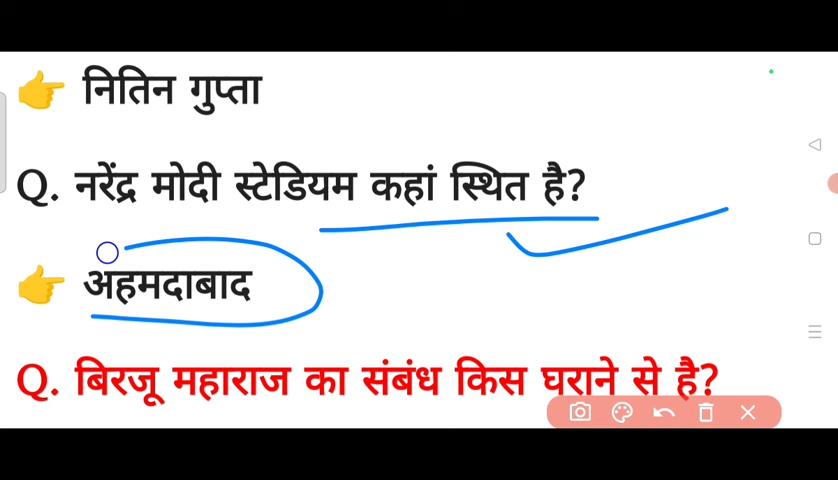 👉 नितिन गुप्ता
Q. नरेंद्र मोदी स्टेडियम कहां स्थित है?
👉 अहमदाबाद
Q. बिरजू महाराज का संबंध किस घराने से है?